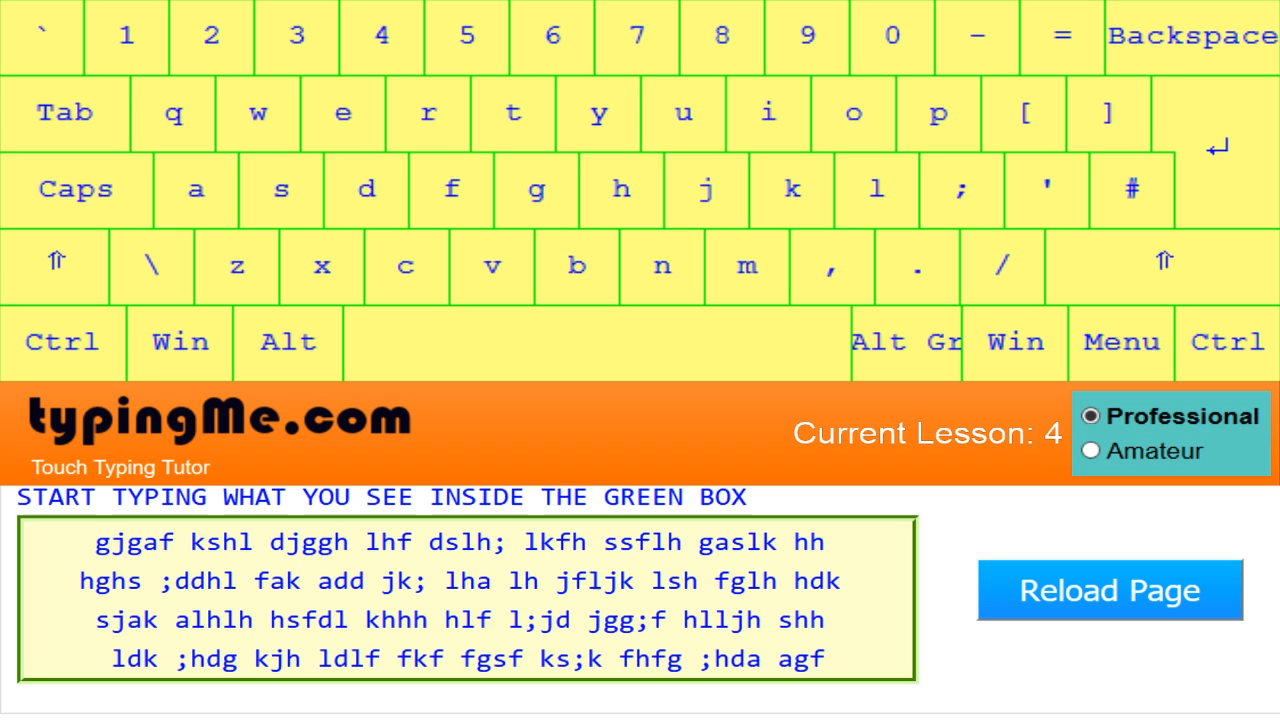 ` 1 2 3 4 5 6 7 8 9 0 - = Backspace
Tab q w e r t y u i o p [ ]
Caps a s d f g h j k l ; ' #
⇑ \ z x c v b n m , . / ⇑
Ctrl Win Alt Alt Gr Win Menu Ctrl
typingMe.com
Touch Typing Tutor
Current Lesson: 4
Professional
Amateur
START TYPING WHAT YOU SEE INSIDE THE GREEN BOX
gjgaf kshl djggh lhf dslh; lkfh ssflh gaslk hh
hghs ;ddhl fak add jk; lha lh jfljk lsh fglh hdk
sjak alhlh hsfdl khhh hlf l;jd jgg;f hlljh shh
ldk ;hdg kjh ldlf fkf fgsf ks;k fhfg ;hda agf
Reload Page